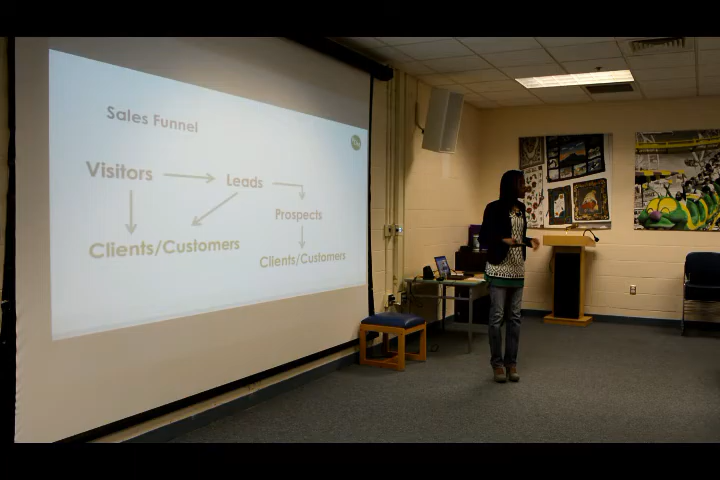 Sales Funnel
Visitors
Leads
Prospects
Clients/Customers
Clients/Customers